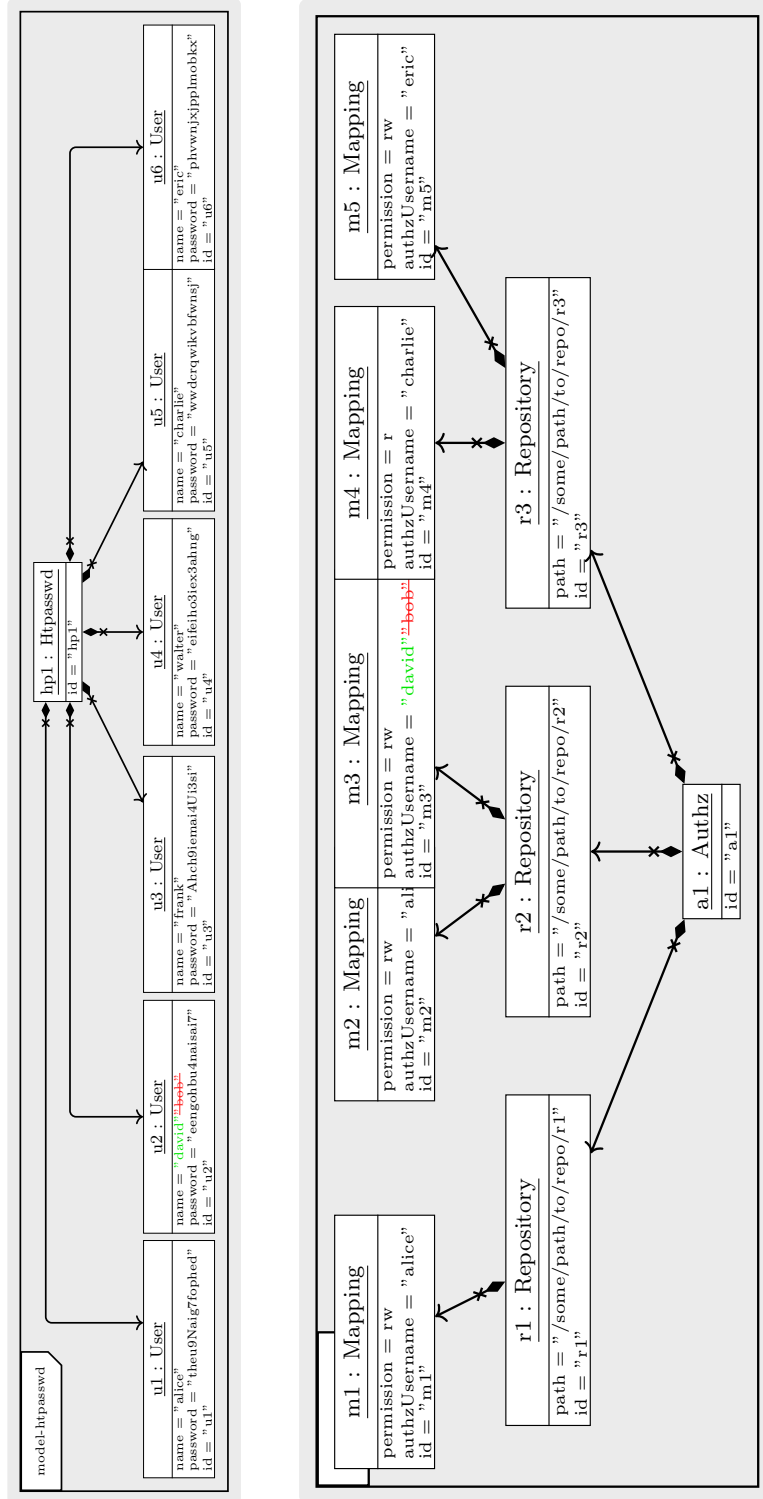 model-htpasswd
hp1 : Htpasswd
id = "hp1"
u1 : User
name = "alice"
password = "theu9Naig7fophed"
id = "u1"
u2 : User
name = "david""bob"
password = "eengohbu4naisai7"
id = "u2"
u3 : User
name = "frank"
password = "Ahch9iemai4Ui3si"
id = "u3"
u4 : User
name = "walter"
password = "eifeiho3iex3ahng"
id = "u4"
u5 : User
name = "charlie"
password = "wwdcrqwikvbfwnsj"
id = "u5"
u6 : User
name = "eric"
password = "phvwnjxjpplmobkx"
id = "u6"
m1 : Mapping
permission = rw
authzUsername = "alice"
id = "m1"
m2 : Mapping
permission = rw
authzUsername = "ali
id = "m2"
m3 : Mapping
permission = rw
authzUsername = "david""bob"
id = "m3"
m4 : Mapping
permission = r
authzUsername = "charlie"
id = "m4"
m5 : Mapping
permission = rw
authzUsername = "eric"
id = "m5"
r1 : Repository
path = "/some/path/to/repo/r1"
id = "r1"
r2 : Repository
path = "/some/path/to/repo/r2"
id = "r2"
r3 : Repository
path = "/some/path/to/repo/r3"
id = "r3"
a1 : Authz
id = "a1"